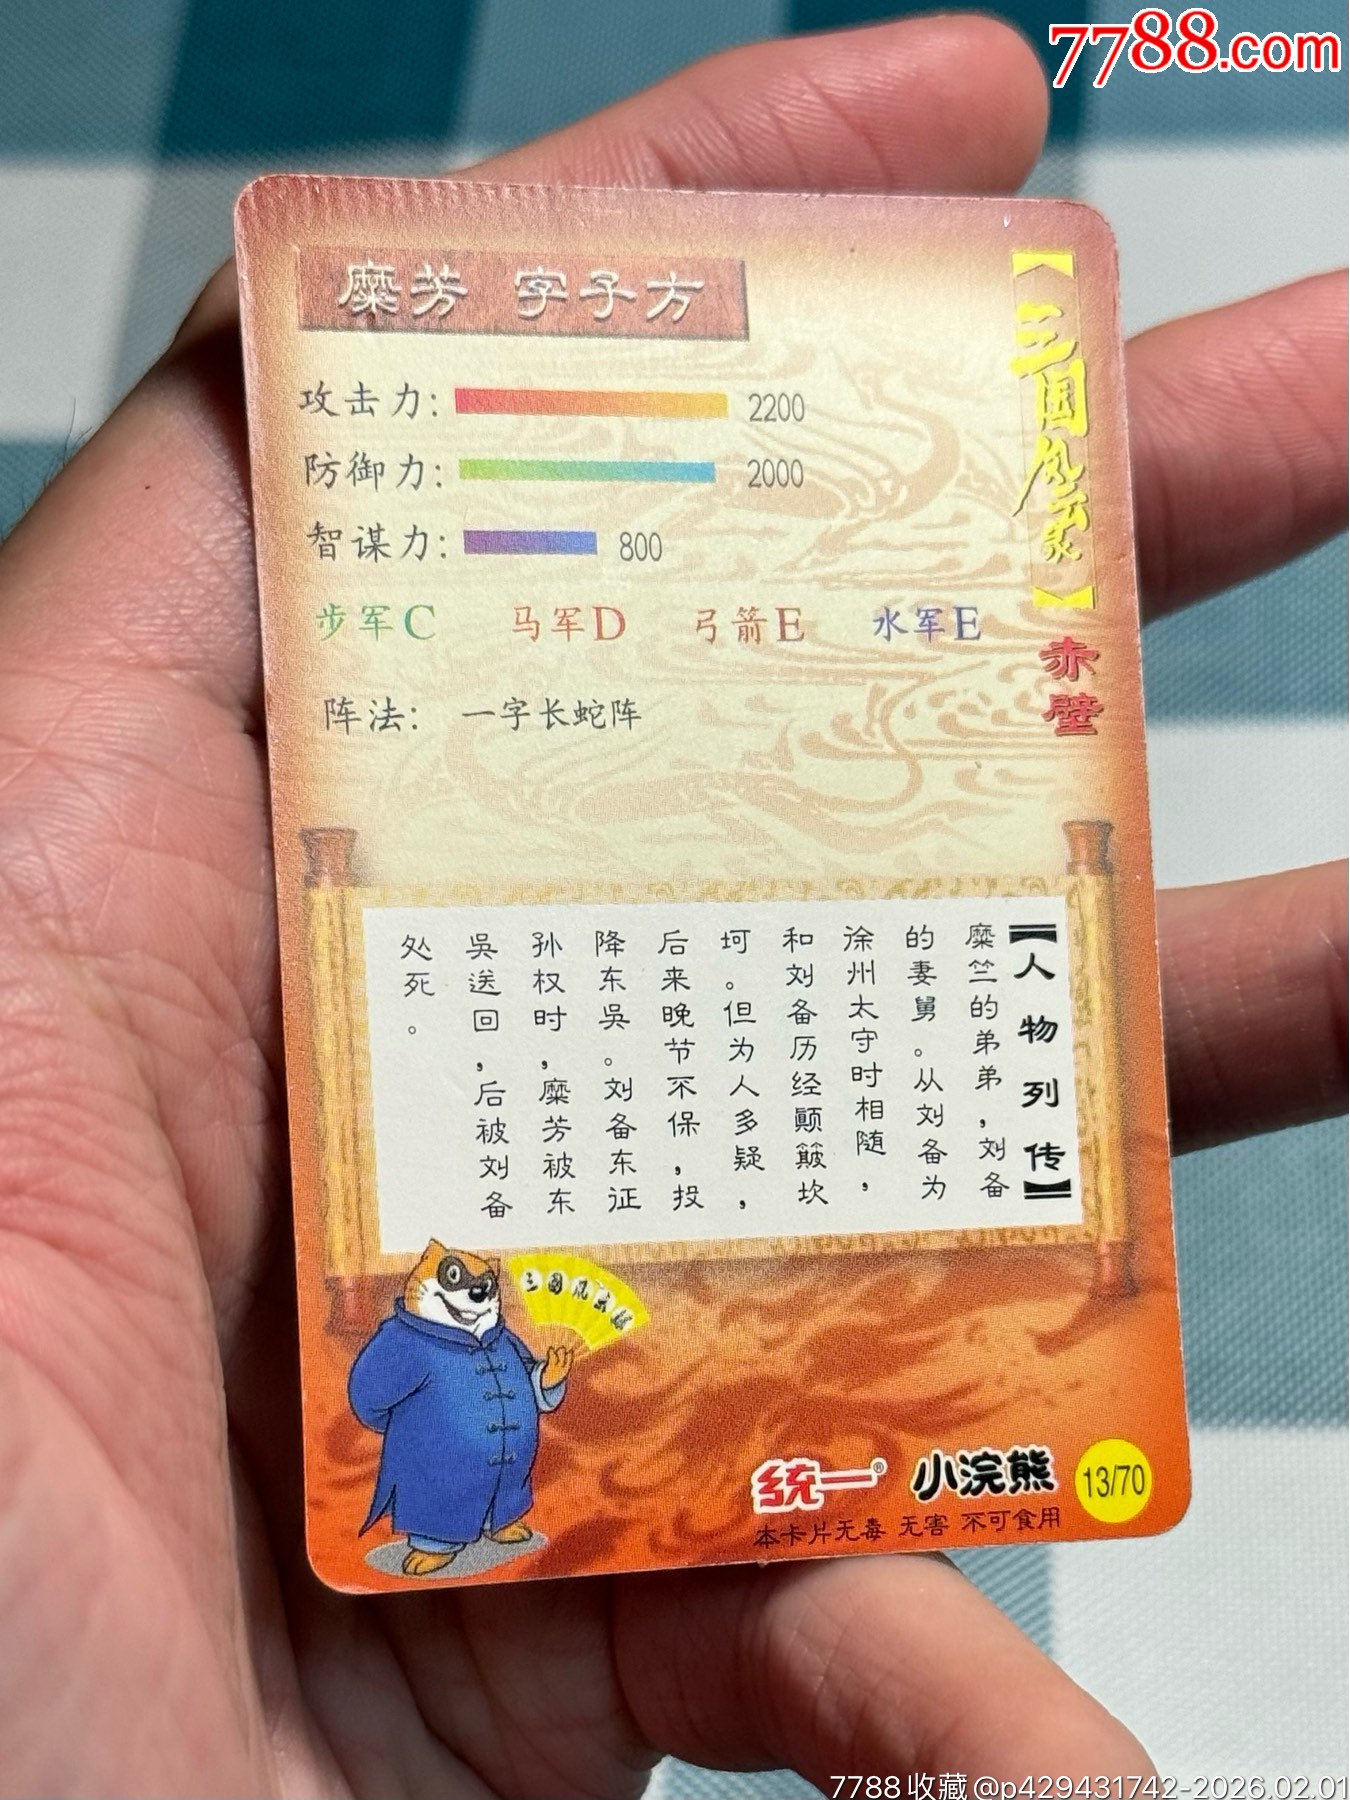 7788.com
糜芳 字子方
攻击力: 2200
防御力: 2000
智谋力: 800
步军C 马军D 弓箭E 水军E
阵法: 一字长蛇阵
【三国风云录】
赤壁
【人物列传】
糜竺的弟弟,刘备
的妻舅。从刘备为
徐州太守时相随,
和刘备历经颠簸坎
坷。但为人多疑,
后来晚节不保,投
降东吴。刘备东征
孙权时,糜芳被东
吴送回,后被刘备
处死。
三国风云録
统一® 小浣熊 13/70
本卡片无毒 无害 不可食用
7788收藏@p429431742-2026.02.01